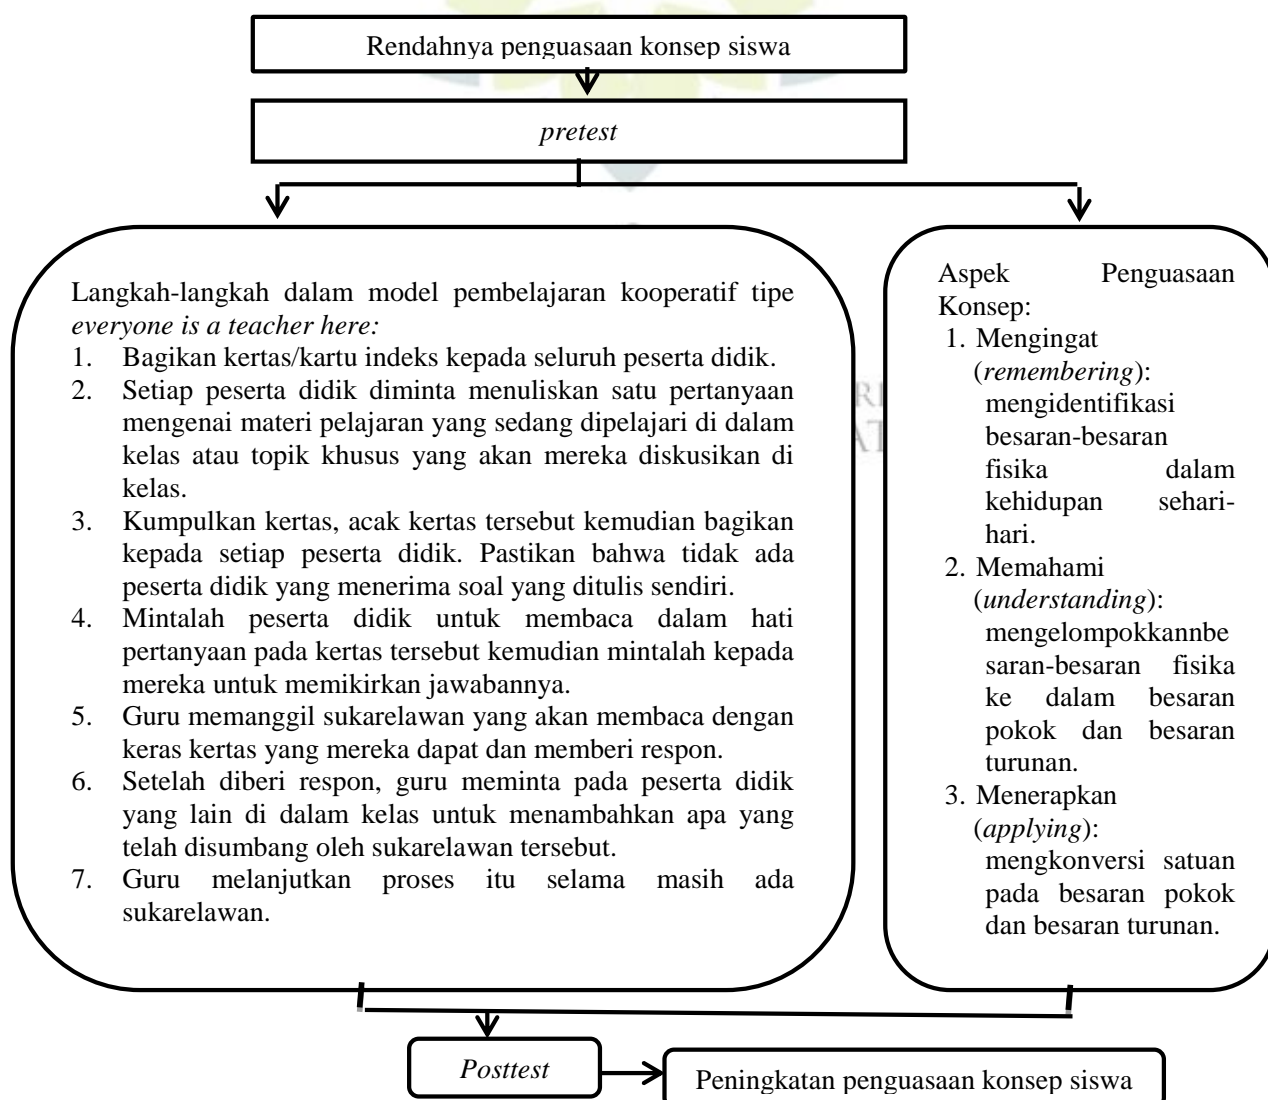 Rendahnya penguasaan konsep siswa
pretest
Langkah-langkah dalam model pembelajaran kooperatif tipe
everyone is a teacher here:
1. Bagikan kertas/kartu indeks kepada seluruh peserta didik.
2. Setiap peserta didik diminta menuliskan satu pertanyaan
mengenai materi pelajaran yang sedang dipelajari di dalam
kelas atau topik khusus yang akan mereka diskusikan di
kelas.
3. Kumpulkan kertas, acak kertas tersebut kemudian bagikan
kepada setiap peserta didik. Pastikan bahwa tidak ada
peserta didik yang menerima soal yang ditulis sendiri.
4. Mintalah peserta didik untuk membaca dalam hati
pertanyaan pada kertas tersebut kemudian mintalah kepada
mereka untuk memikirkan jawabannya.
5. Guru memanggil sukarelawan yang akan membaca dengan
keras kertas yang mereka dapat dan memberi respon.
6. Setelah diberi respon, guru meminta pada peserta didik
yang lain di dalam kelas untuk menambahkan apa yang
telah disumbang oleh sukarelawan tersebut.
7. Guru melanjutkan proses itu selama masih ada
sukarelawan.
Aspek Penguasaan
Konsep:
1. Mengingat
(remembering):
mengidentifikasi
besaran-besaran
fisika dalam
kehidupan sehari-
hari.
2. Memahami
(understanding):
mengelompokkannbe
saran-besaran fisika
ke dalam besaran
pokok dan besaran
turunan.
3. Menerapkan
(applying):
mengkonversi satuan
pada besaran pokok
dan besaran turunan.
Posttest
Peningkatan penguasaan konsep siswa